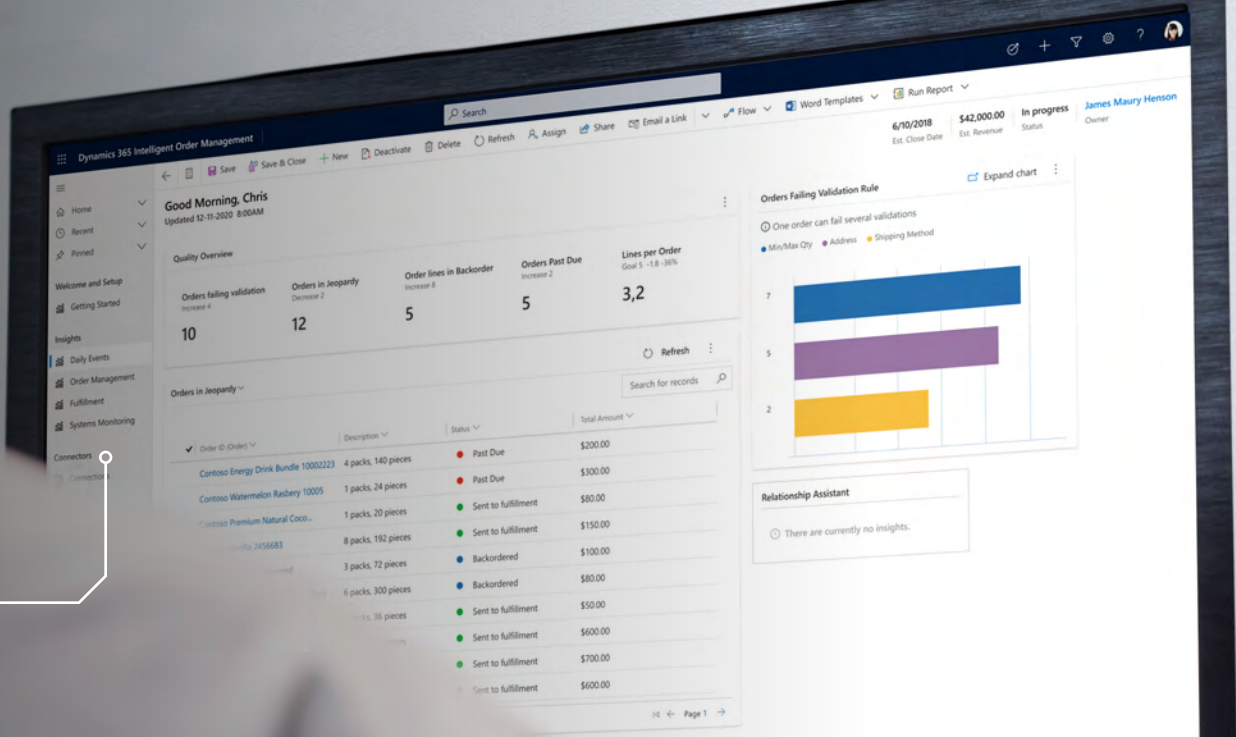 Search
Dynamics 365 Intelligent Order Management
Save
Save & Close
New
Deactivate
Delete
Refresh
Assign
Share
Email a Link
Flow
Word Templates
Run Report
?
6/10/2018
Est. Close Date
$42,000.00
Est. Revenue
In progress
Status
James Maury Henson
Owner
Home
Recent
Pinned
Welcome and Setup
Getting Started
Insights
Daily Events
Order Management
Fulfillment
Systems Monitoring
Connectors
Connections
Good Morning, Chris
Updated 12-11-2020 8:00AM
Quality Overview
Orders failing validation
Increase 4
10
Orders in Jeopardy
Decrease 2
12
Order lines in Backorder
Increase 8
5
Orders Past Due
Increase 2
5
Lines per Order
Goal 5 -1.8 -36%
3,2
Refresh
Orders in Jeopardy
Search for records
Order ID (Order) Description Status Total Amount
Contoso Energy Drink Bundle 10002223 4 packs, 140 pieces Past Due $200.00
Contoso Watermelon Rasbery 10005 1 packs, 24 pieces Past Due $300.00
Contoso Premium Natural Coco... 1 packs, 20 pieces Sent to fulfillment $80.00
2456683 8 packs, 192 pieces Sent to fulfillment $150.00
3 packs, 72 pieces Backordered $100.00
6 packs, 300 pieces Backordered $80.00
36 pieces Sent to fulfillment $50.00
Sent to fulfillment $600.00
Sent to fulfillment $700.00
Sent to fulfillment $600.00
Page 1
Orders Failing Validation Rule
Expand chart
One order can fail several validations
Min/Max Qty Address Shipping Method
7
5
2
Relationship Assistant
There are currently no insights.